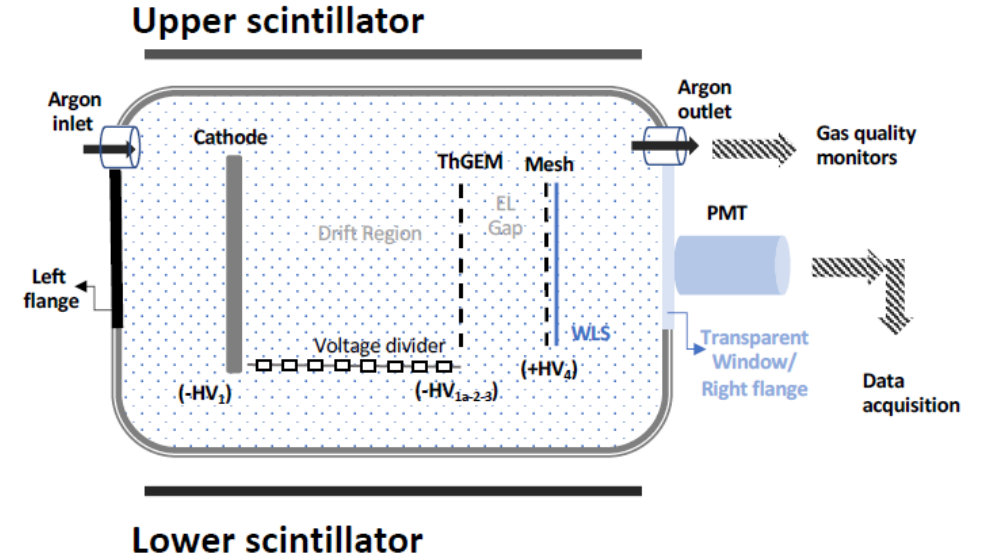 Upper scintillator
Argon
inlet
Argon
outlet
Gas quality
monitors
Cathode
ThGEM
Mesh
EL
Gap
Drift Region
PMT
Left
flange
Voltage divider
WLS
(-HV₁)
(-HV₁ₐ₋₂₋₃)
(+HV₄)
Transparent
Window/
Right flange
Data
acquisition
Lower scintillator